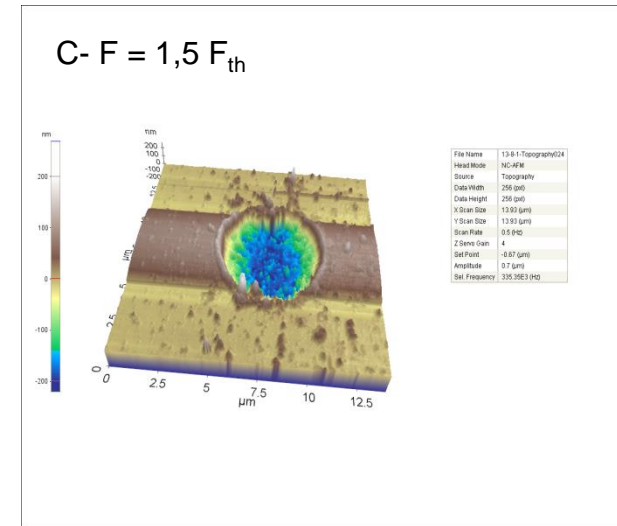 C- F = 1,5 Fth
nm
200
100
0
-100
-200
nm
200
100
0
-200
12.5
10
μm
5
2.5
0
0
2.5
5
7.5
10
12.5
μm
File Name 13-8-1-Topography024
Head Mode NC-AFM
Source Topography
Data Width 256 (pxl)
Data Height 256 (pxl)
X Scan Size 13.93 (μm)
Y Scan Size 13.93 (μm)
Scan Rate 0.5 (Hz)
Z Servo Gain 4
Set Point -0.67 (μm)
Amplitude 0.7 (μm)
Sel. Frequency 335.35E3 (Hz)